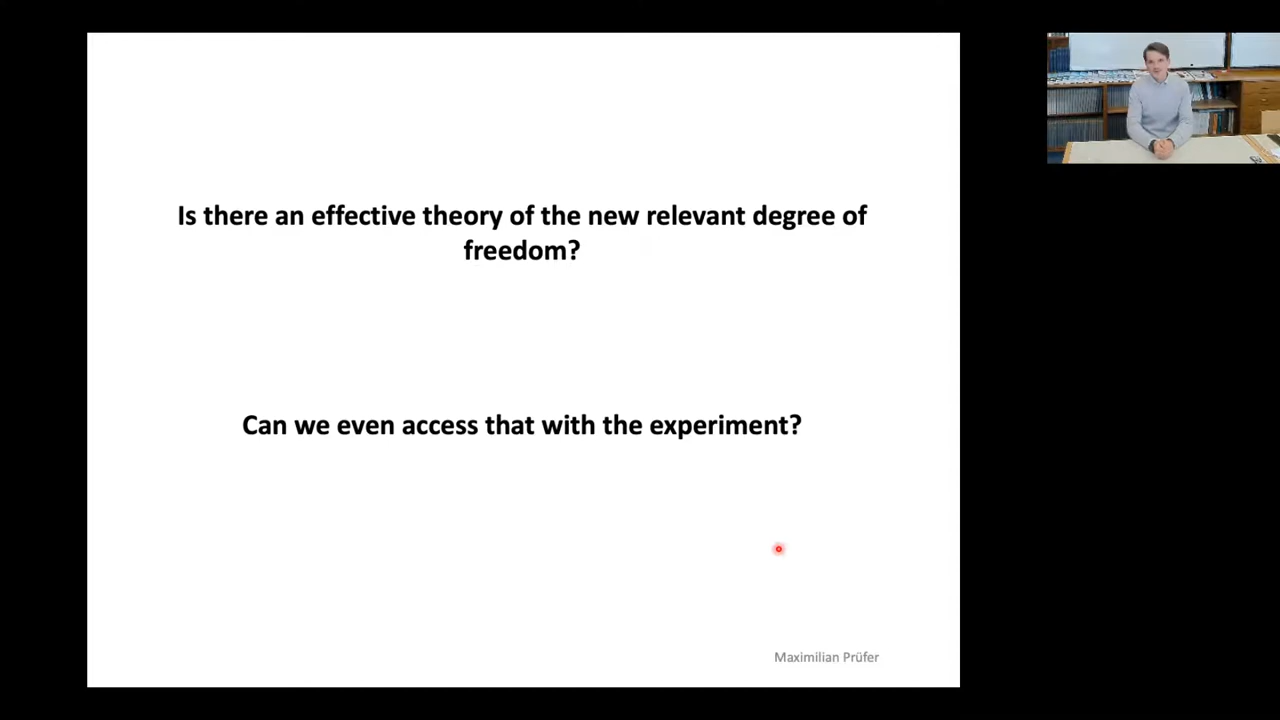 Is there an effective theory of the new relevant degree of
freedom?
Can we even access that with the experiment?
Maximilian Prüfer